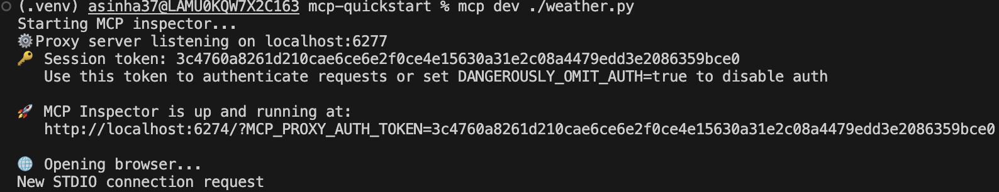 (.venv) asinha37@LAMU0KQW7X2C163 mcp-quickstart % mcp dev ./weather.py
Starting MCP inspector...
⚙️Proxy server listening on localhost:6277
🔑 Session token: 3c4760a8261d210cae6ce6e2f0ce4e15630a31e2c08a4479edd3e2086359bce0
Use this token to authenticate requests or set DANGEROUSLY_OMIT_AUTH=true to disable auth
🚀 MCP Inspector is up and running at:
http://localhost:6274/?MCP_PROXY_AUTH_TOKEN=3c4760a8261d210cae6ce6e2f0ce4e15630a31e2c08a4479edd3e2086359bce0
🌐 Opening browser...
New STDIO connection request